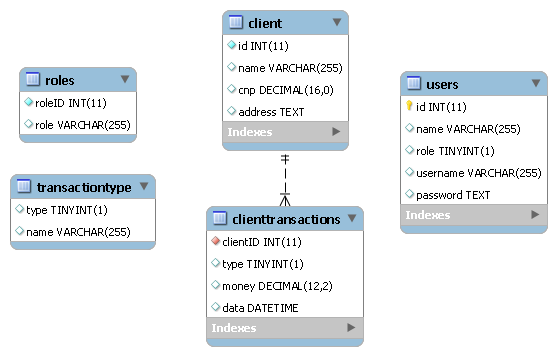 client
id INT(11)
name VARCHAR(255)
cnp DECIMAL(16,0)
address TEXT
Indexes
roles
roleID INT(11)
role VARCHAR(255)
users
id INT(11)
name VARCHAR(255)
role TINYINT(1)
username VARCHAR(255)
password TEXT
Indexes
transactiontype
type TINYINT(1)
name VARCHAR(255)
clienttransactions
clientID INT(11)
type TINYINT(1)
money DECIMAL(12,2)
data DATETIME
Indexes